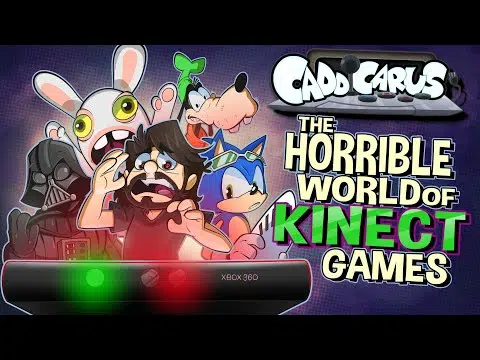 CADDICARUS
THE
HORRIBLE
WORLD OF
KINECT
GAMES
XBOX 360